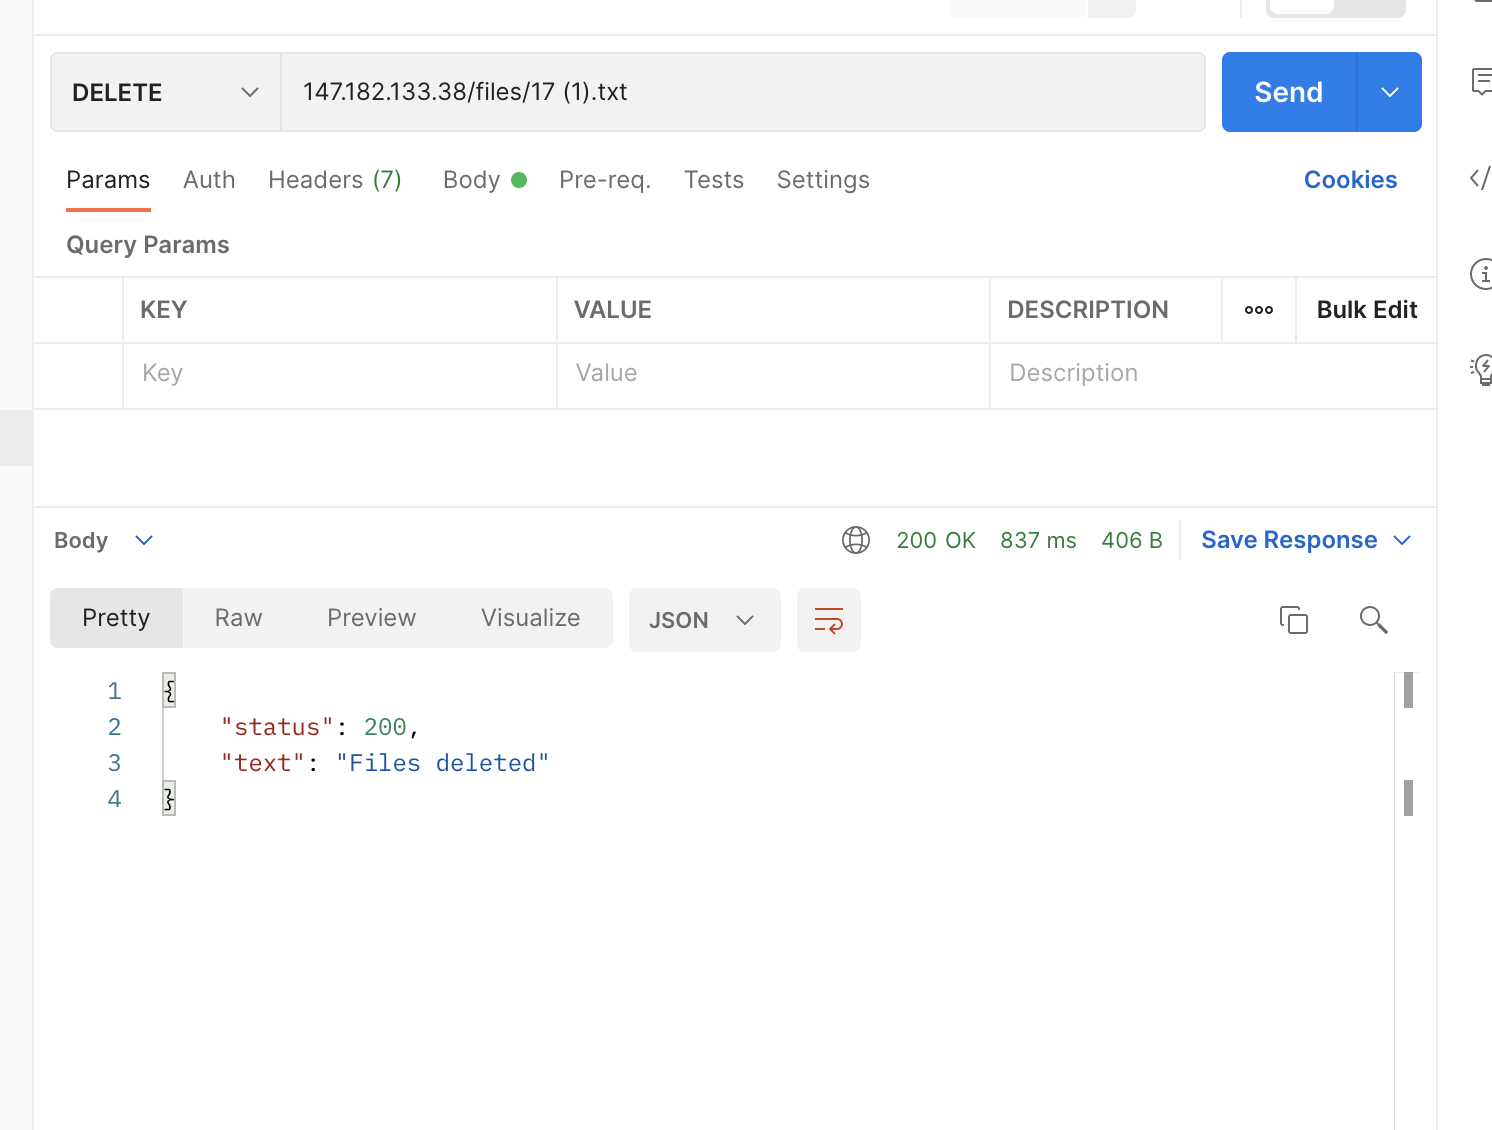 DELETE 147.182.133.38/files/17 (1).txt Send
Params Auth Headers (7) Body Pre-req. Tests Settings Cookies
Query Params
KEY VALUE DESCRIPTION ooo Bulk Edit
Key Value Description
Body 200 OK 837 ms 406 B Save Response
Pretty Raw Preview Visualize JSON
1 {
2 "status": 200,
3 "text": "Files deleted"
4 }